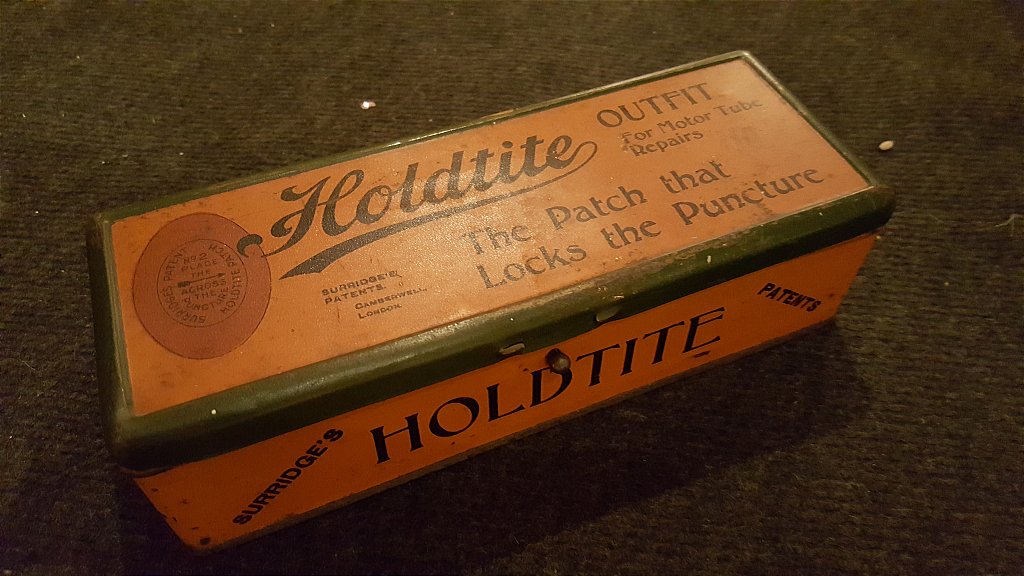 Holdtite
OUTFIT
For Motor Tube
Repairs
The Patch that
Locks the Puncture
SURRIDGE'S
PATENTS.
CAMBERWELL,
LONDON.
SURRIDGE'S
HOLDTITE
PATENTS